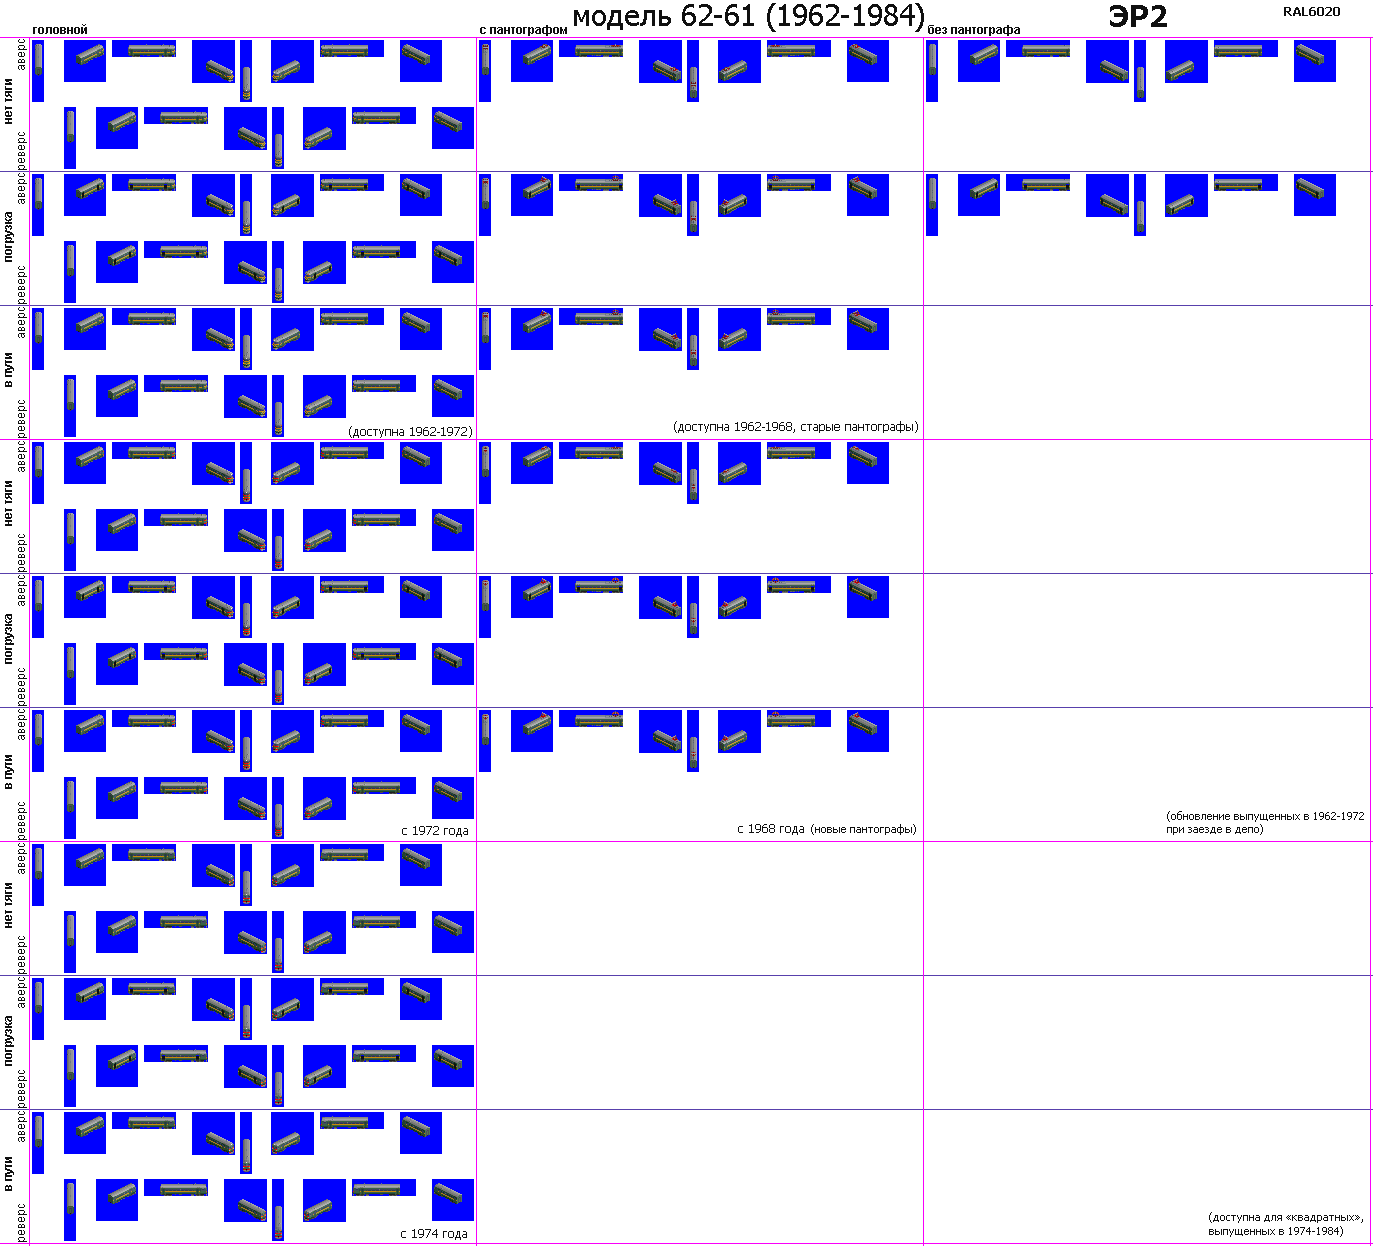 модель 62-61 (1962-1984)
ЭР2
RAL6020
головной
с пантографом
без пантографа
нет тяги
аверс
реверс
погрузка
аверс
реверс
в пути
аверс
реверс
(доступна 1962-1972)
(доступна 1962-1968, старые пантографы)
нет тяги
аверс
реверс
погрузка
аверс
реверс
в пути
аверс
реверс
с 1972 года
с 1968 года (новые пантографы)
(обновление выпущенных в 1962-1972
при заезде в депо)
нет тяги
аверс
реверс
погрузка
аверс
реверс
в пути
аверс
реверс
с 1974 года
(доступна для «квадратных»,
выпущенных в 1974-1984)